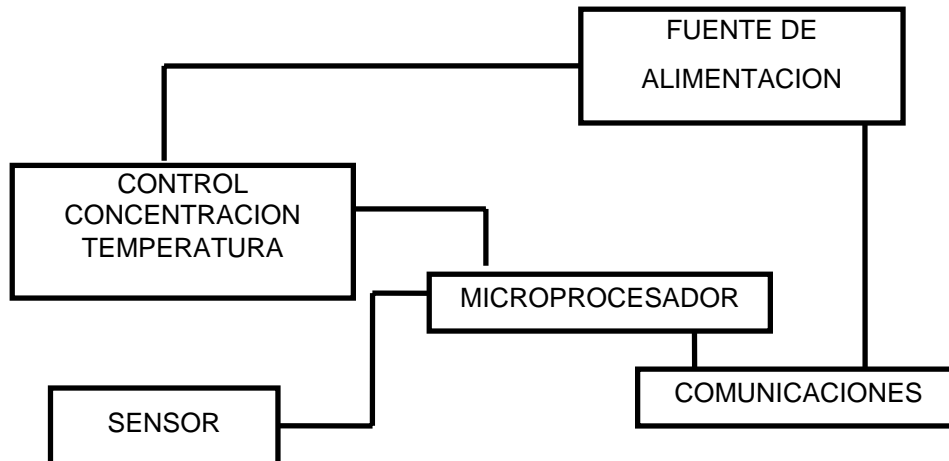 FUENTE DE
ALIMENTACION
CONTROL
CONCENTRACION
TEMPERATURA
MICROPROCESADOR
COMUNICACIONES
SENSOR